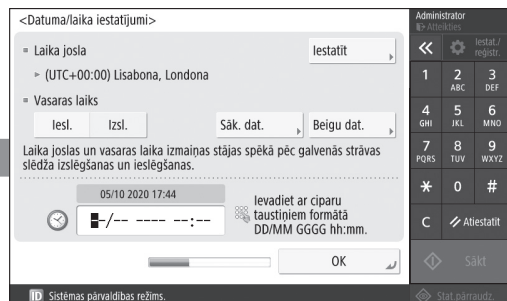 <Datuma/laika iestatījumi>
Laika josla
Iestatīt
(UTC+00:00) Lisabona, Londona
Vasaras laiks
Iesl.
Izsl.
Sāk. dat.
Beigu dat.
Laika joslas un vasaras laika izmaiņas stājas spēkā pēc galvenās strāvas
slēdža izslēgšanas un ieslēgšanas.
05/10 2020 17:44
-/-- ---- --:--
Ievadiet ar ciparu
taustiņiem formātā
DD/MM GGGG hh:mm.
OK
ID Sistēmas pārvaldības režīms.
Administrator
Atteikties
Iestat./
reģistr.
1 2 3
ABC DEF
4 5 6
GHI JKL MNO
7 8 9
PQRS TUV WXYZ
* 0 #
C Atiestatīt
Sākt
Stat.pārraudz.